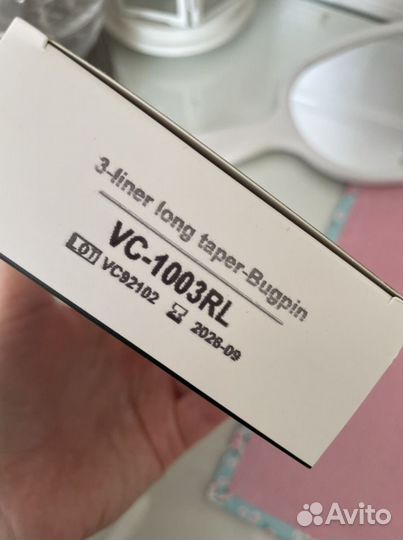 3-liner long taper-Bugpin
VC-1003RL
LOT VC92102 2026-09
Avito